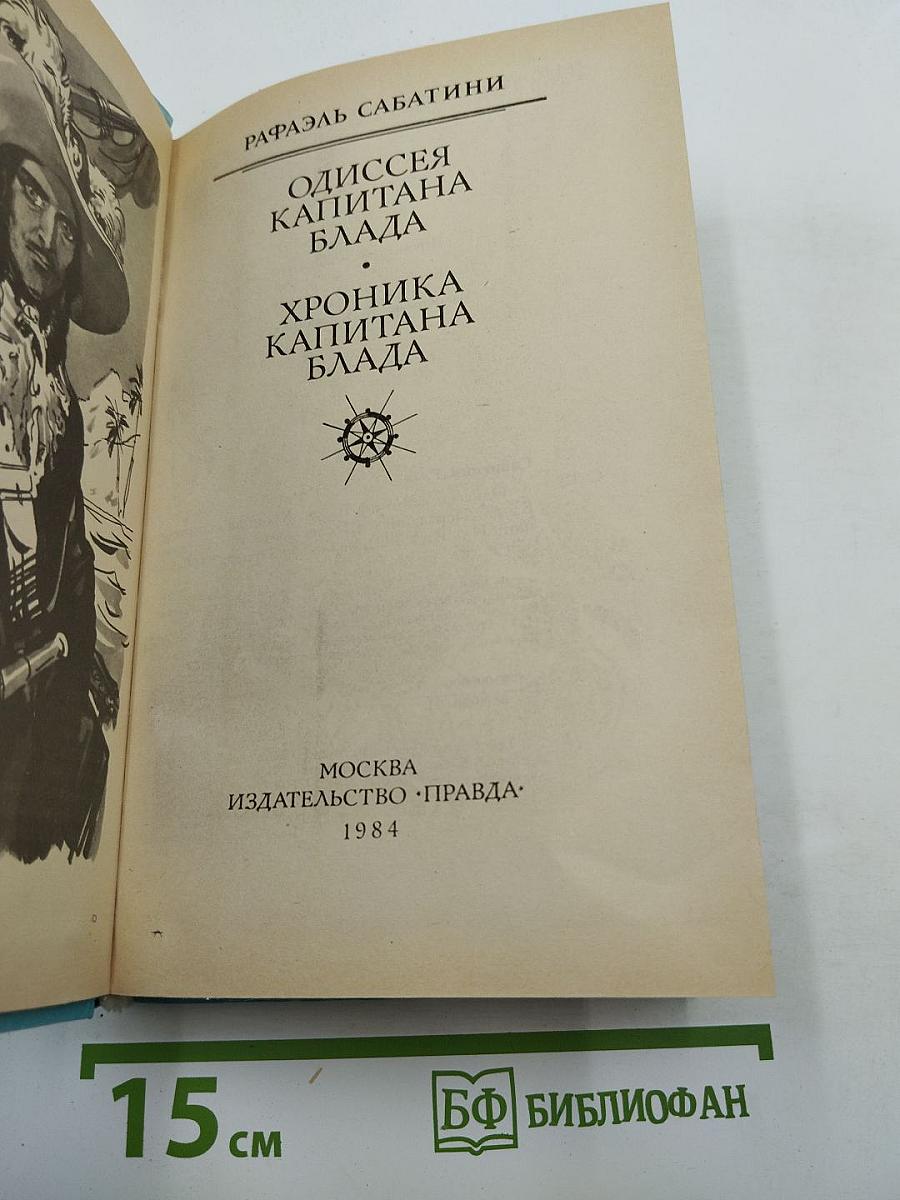 РАФАЭЛЬ САБАТИНИ
ОДИССЕЯ
КАПИТАНА
БЛАДА
•
ХРОНИКА
КАПИТАНА
БЛАДА
МОСКВА
ИЗДАТЕЛЬСТВО «ПРАВДА»
1984
15 см
БФ БИБЛИОФАН